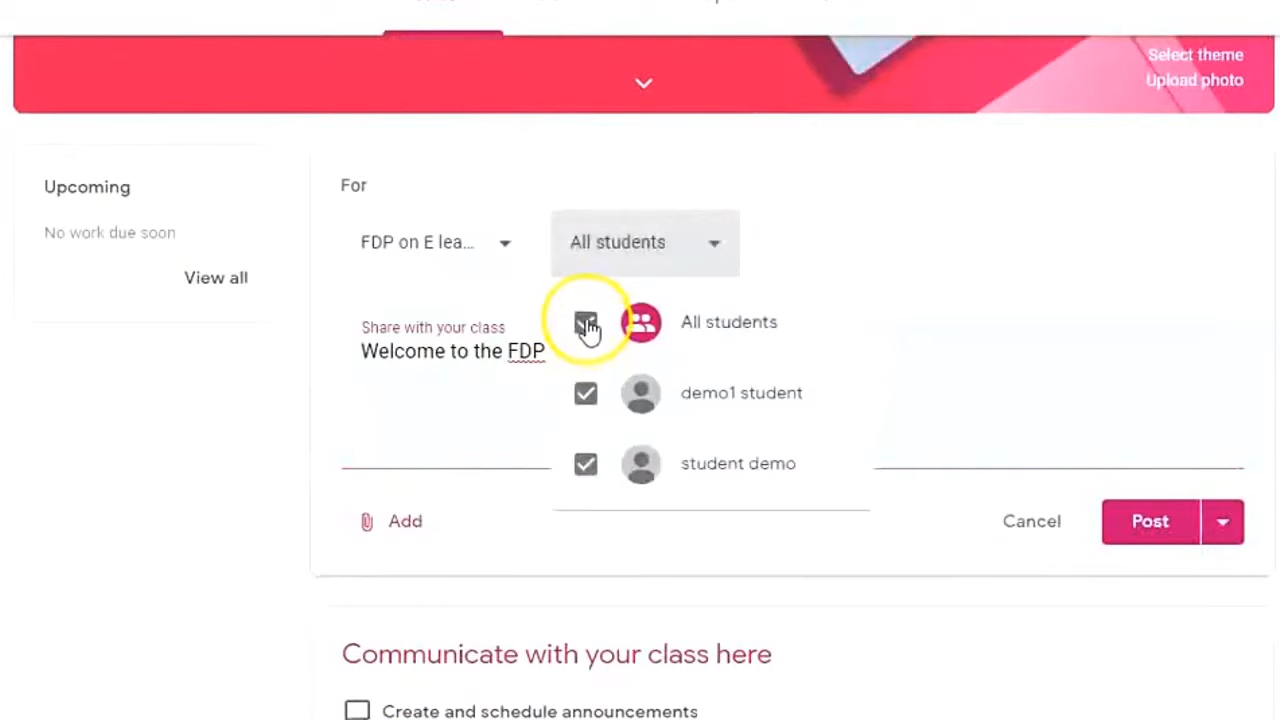 Select theme
Upload photo
Upcoming
No work due soon
View all
For
FDP on E lea...
All students
Share with your class
Welcome to the FDP
All students
demo1 student
student demo
Add
Cancel
Post
Communicate with your class here
Create and schedule announcements